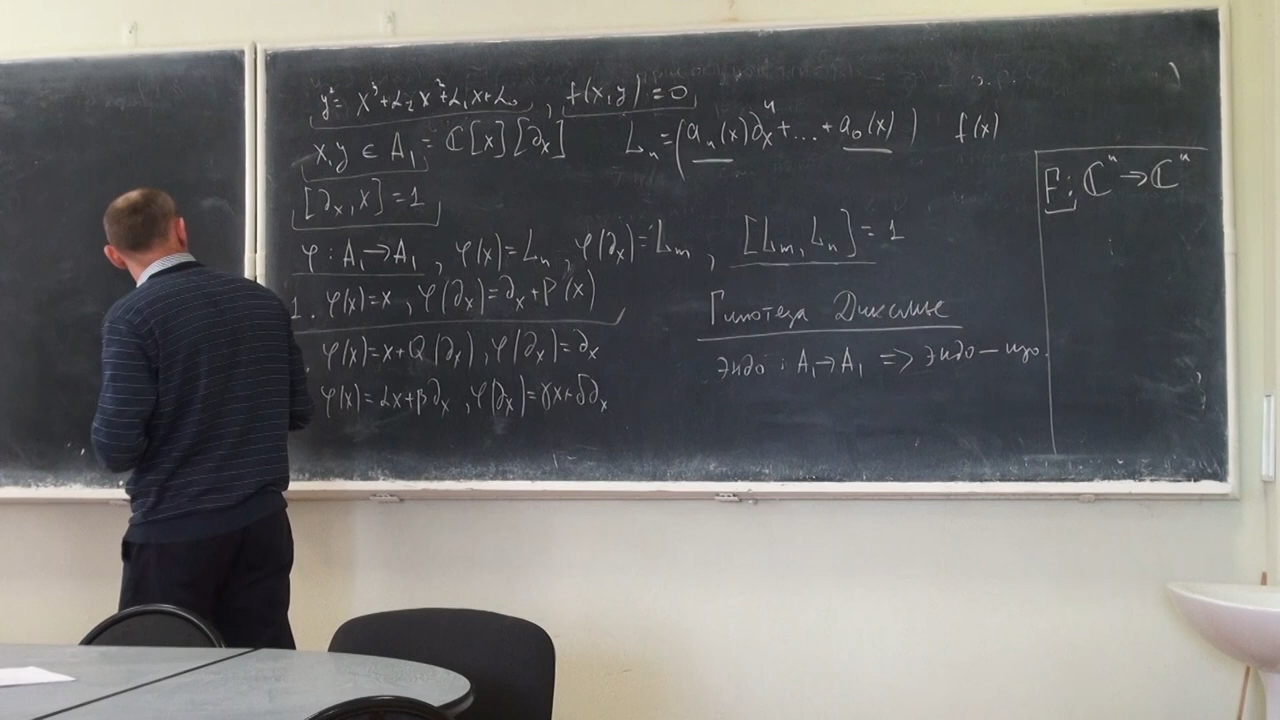 y² = x³+α₂x²+α₁x+α₀ , f(x,y)=0
x,y ∈ A₁ = ℂ[x][∂ₓ] Lₙ=(aₙ(x)∂ₓⁿ+...+a₀(x)) f(x)
[∂ₓ,x]=1
φ : A₁→A₁ , φ(x)=Lₙ, φ(∂ₓ)=Lₘ , [Lₘ,Lₙ]=1
1. φ(x)=x , φ(∂ₓ)=∂ₓ+P(x)
φ(x)=x+Q(∂ₓ), φ(∂ₓ)=∂ₓ
φ(x)=αx+β∂ₓ , φ(∂ₓ)=γx+δ∂ₓ
Гипотеза Диксмье
эндо : A₁→A₁ => эндо – изо.
F: ℂⁿ→ℂⁿ